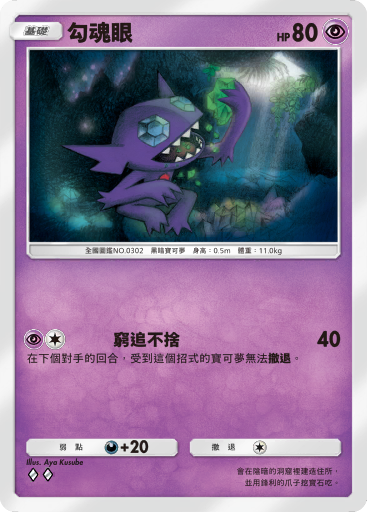 基礎 勾魂眼 HP 80
全國圖鑑NO.0302 黑暗寶可夢 身高：0.5m 體重：11.0kg
窮追不捨 40
在下個對手的回合，受到這個招式的寶可夢無法撤退。
弱點 +20 撤退
Illus. Aya Kusube
會在陰暗的洞窟裡建造住所，
並用鋒利的爪子挖寶石吃。